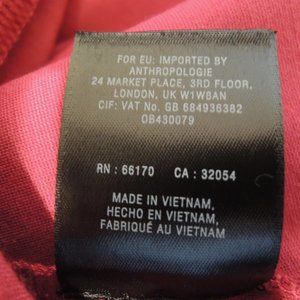 FOR EU: IMPORTED BY
ANTHROPOLOGIE
24 MARKET PLACE, 3RD FLOOR,
LONDON, UK W1W8AN
CIF: VAT No. GB 684936382
OB430079
RN : 66170 CA : 32054
MADE IN VIETNAM,
HECHO EN VIETNAM,
FABRIQUÉ AU VIETNAM,